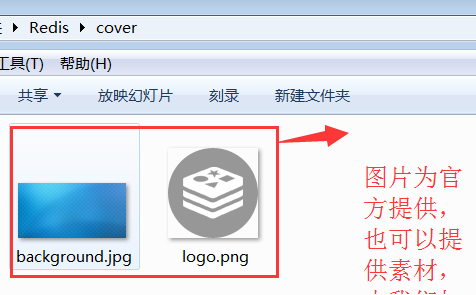 ▸ Redis ▸ cover
工具(T) 帮助(H)
共享 放映幻灯片 刻录 新建文件夹
background.jpg logo.png
图片为官
方提供，
也可以提
供素材，